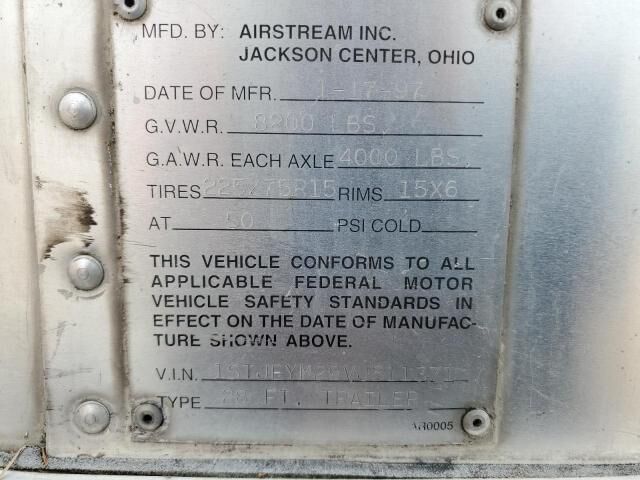 MFD. BY: AIRSTREAM INC.
JACKSON CENTER, OHIO
DATE OF MFR. 1-17-97
G.V.W.R. 8200 LBS.
G.A.W.R. EACH AXLE 4000 LBS.
TIRES 225/75R15 RIMS 15X6
AT 50 PSI COLD
THIS VEHICLE CONFORMS TO ALL
APPLICABLE FEDERAL MOTOR
VEHICLE SAFETY STANDARDS IN
EFFECT ON THE DATE OF MANUFAC-
TURE SHOWN ABOVE.
V.I.N.
TYPE 28 FT. TRAILER
AR0005